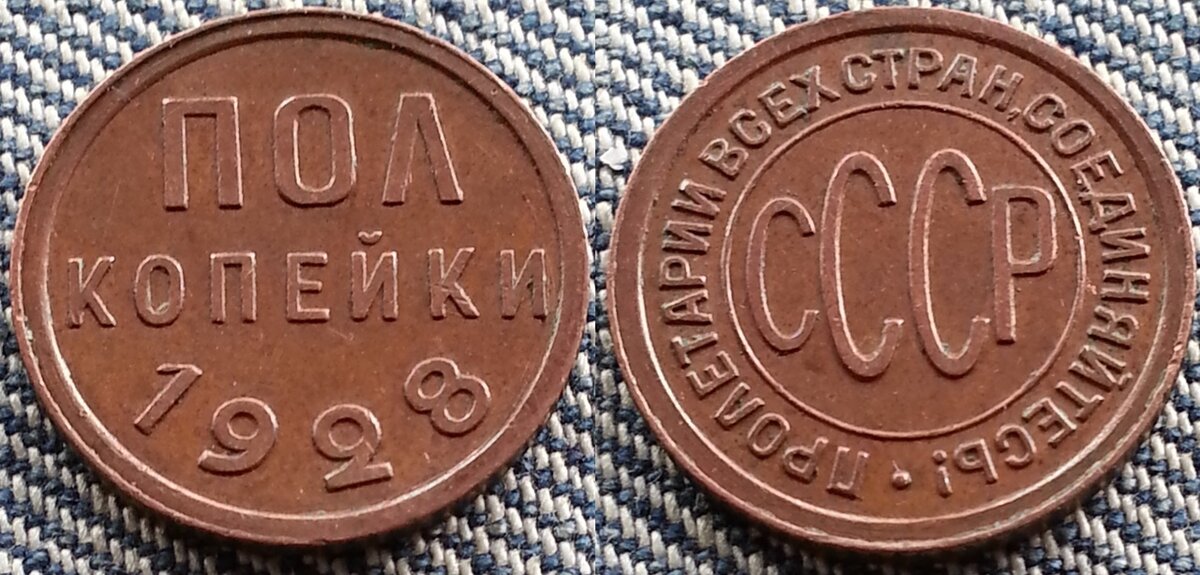 ПОЛ
КОПЕЙКИ
1928
ПРОЛЕТАРИИ ВСЕХ СТРАН, СОЕДИНЯЙТЕСЬ! •
СССР